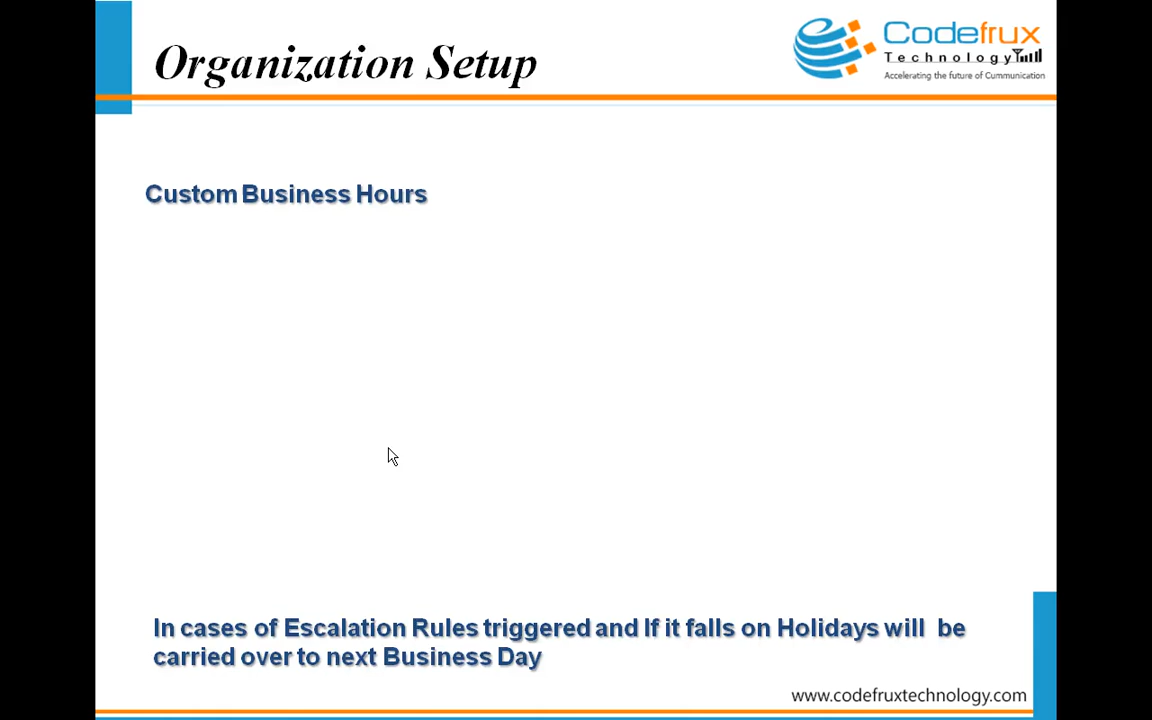 Organization Setup
Codefrux
Technology
Accelerating the future of Cummunication
Custom Business Hours
In cases of Escalation Rules triggered and If it falls on Holidays will be
carried over to next Business Day
www.codefruxtechnology.com